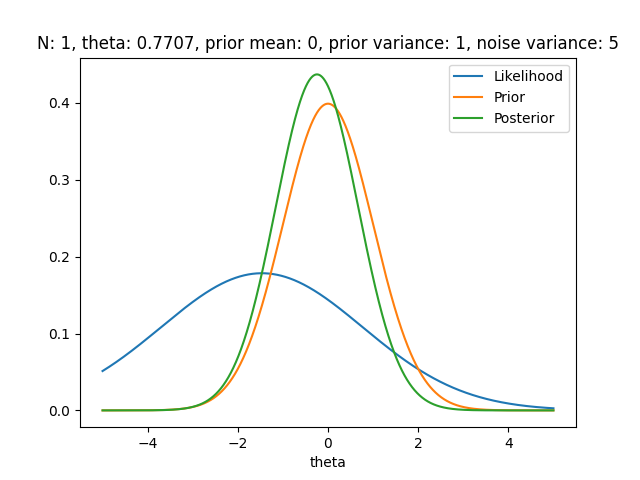 N: 1, theta: 0.7707, prior mean: 0, prior variance: 1, noise variance: 5
Likelihood
Prior
Posterior
0.4
0.3
0.2
0.1
0.0
−4 −2 0 2 4
theta